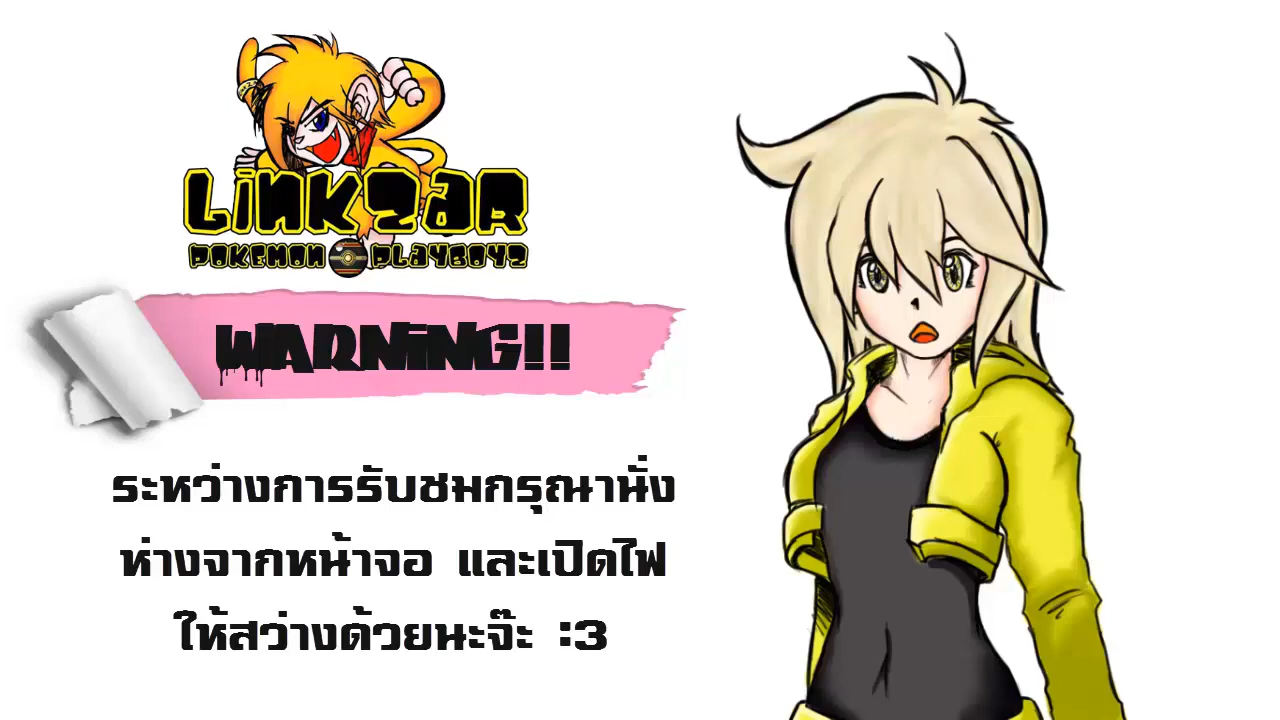 LiNKZaR
POKEMON PLAYBOYZ
WARNiNG!!
ระหว่างการรับชมกรุณานั่ง
ห่างจากหน้าจอ และเปิดไฟ
ให้สว่างด้วยนะจ๊ะ :3